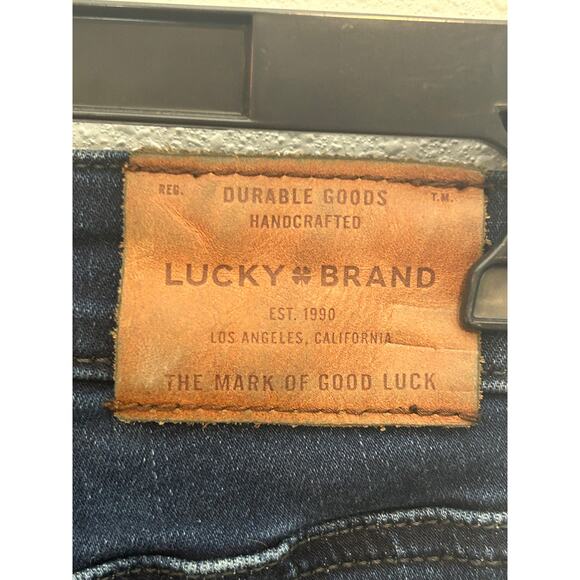 REG. DURABLE GOODS T.M.
HANDCRAFTED
LUCKY BRAND
EST. 1990
LOS ANGELES, CALIFORNIA
THE MARK OF GOOD LUCK